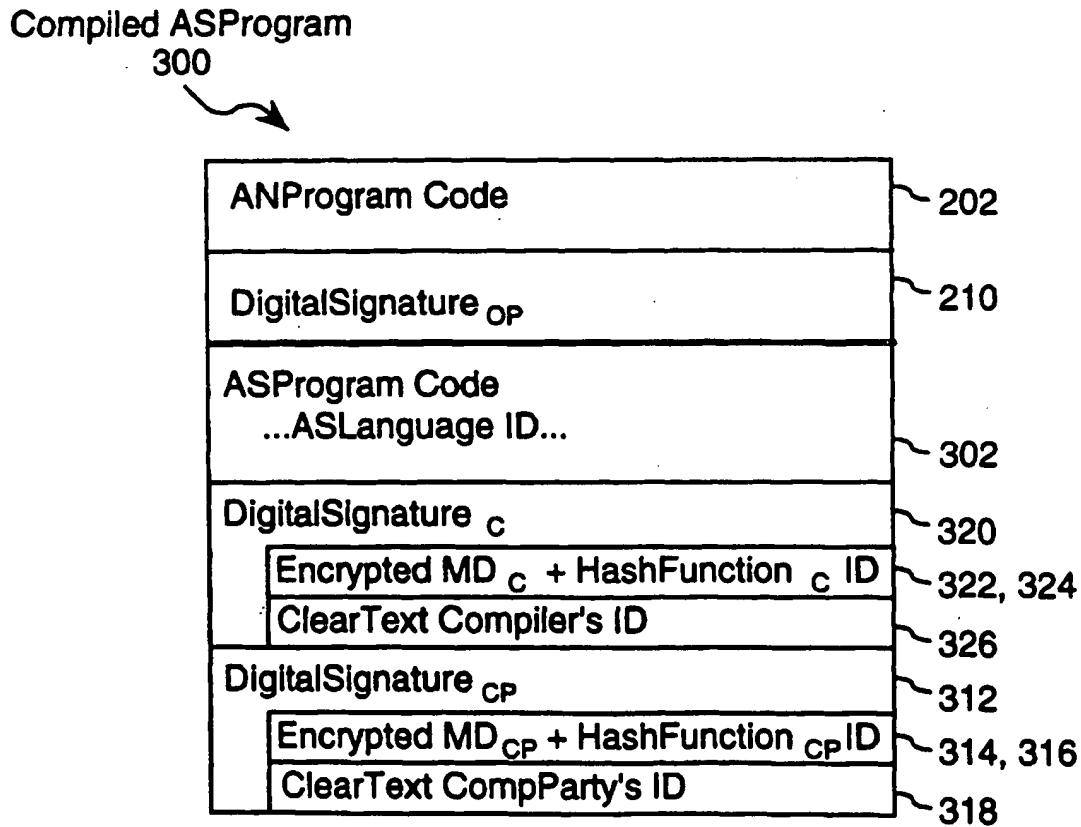 Compiled ASProgram
300
ANProgram Code
202
DigitalSignature OP
210
ASProgram Code
...ASLanguage ID...
302
DigitalSignature C
320
Encrypted MD C + HashFunction C ID
322, 324
ClearText Compiler's ID
326
DigitalSignature CP
312
Encrypted MD CP + HashFunction CP ID
314, 316
ClearText CompParty's ID
318